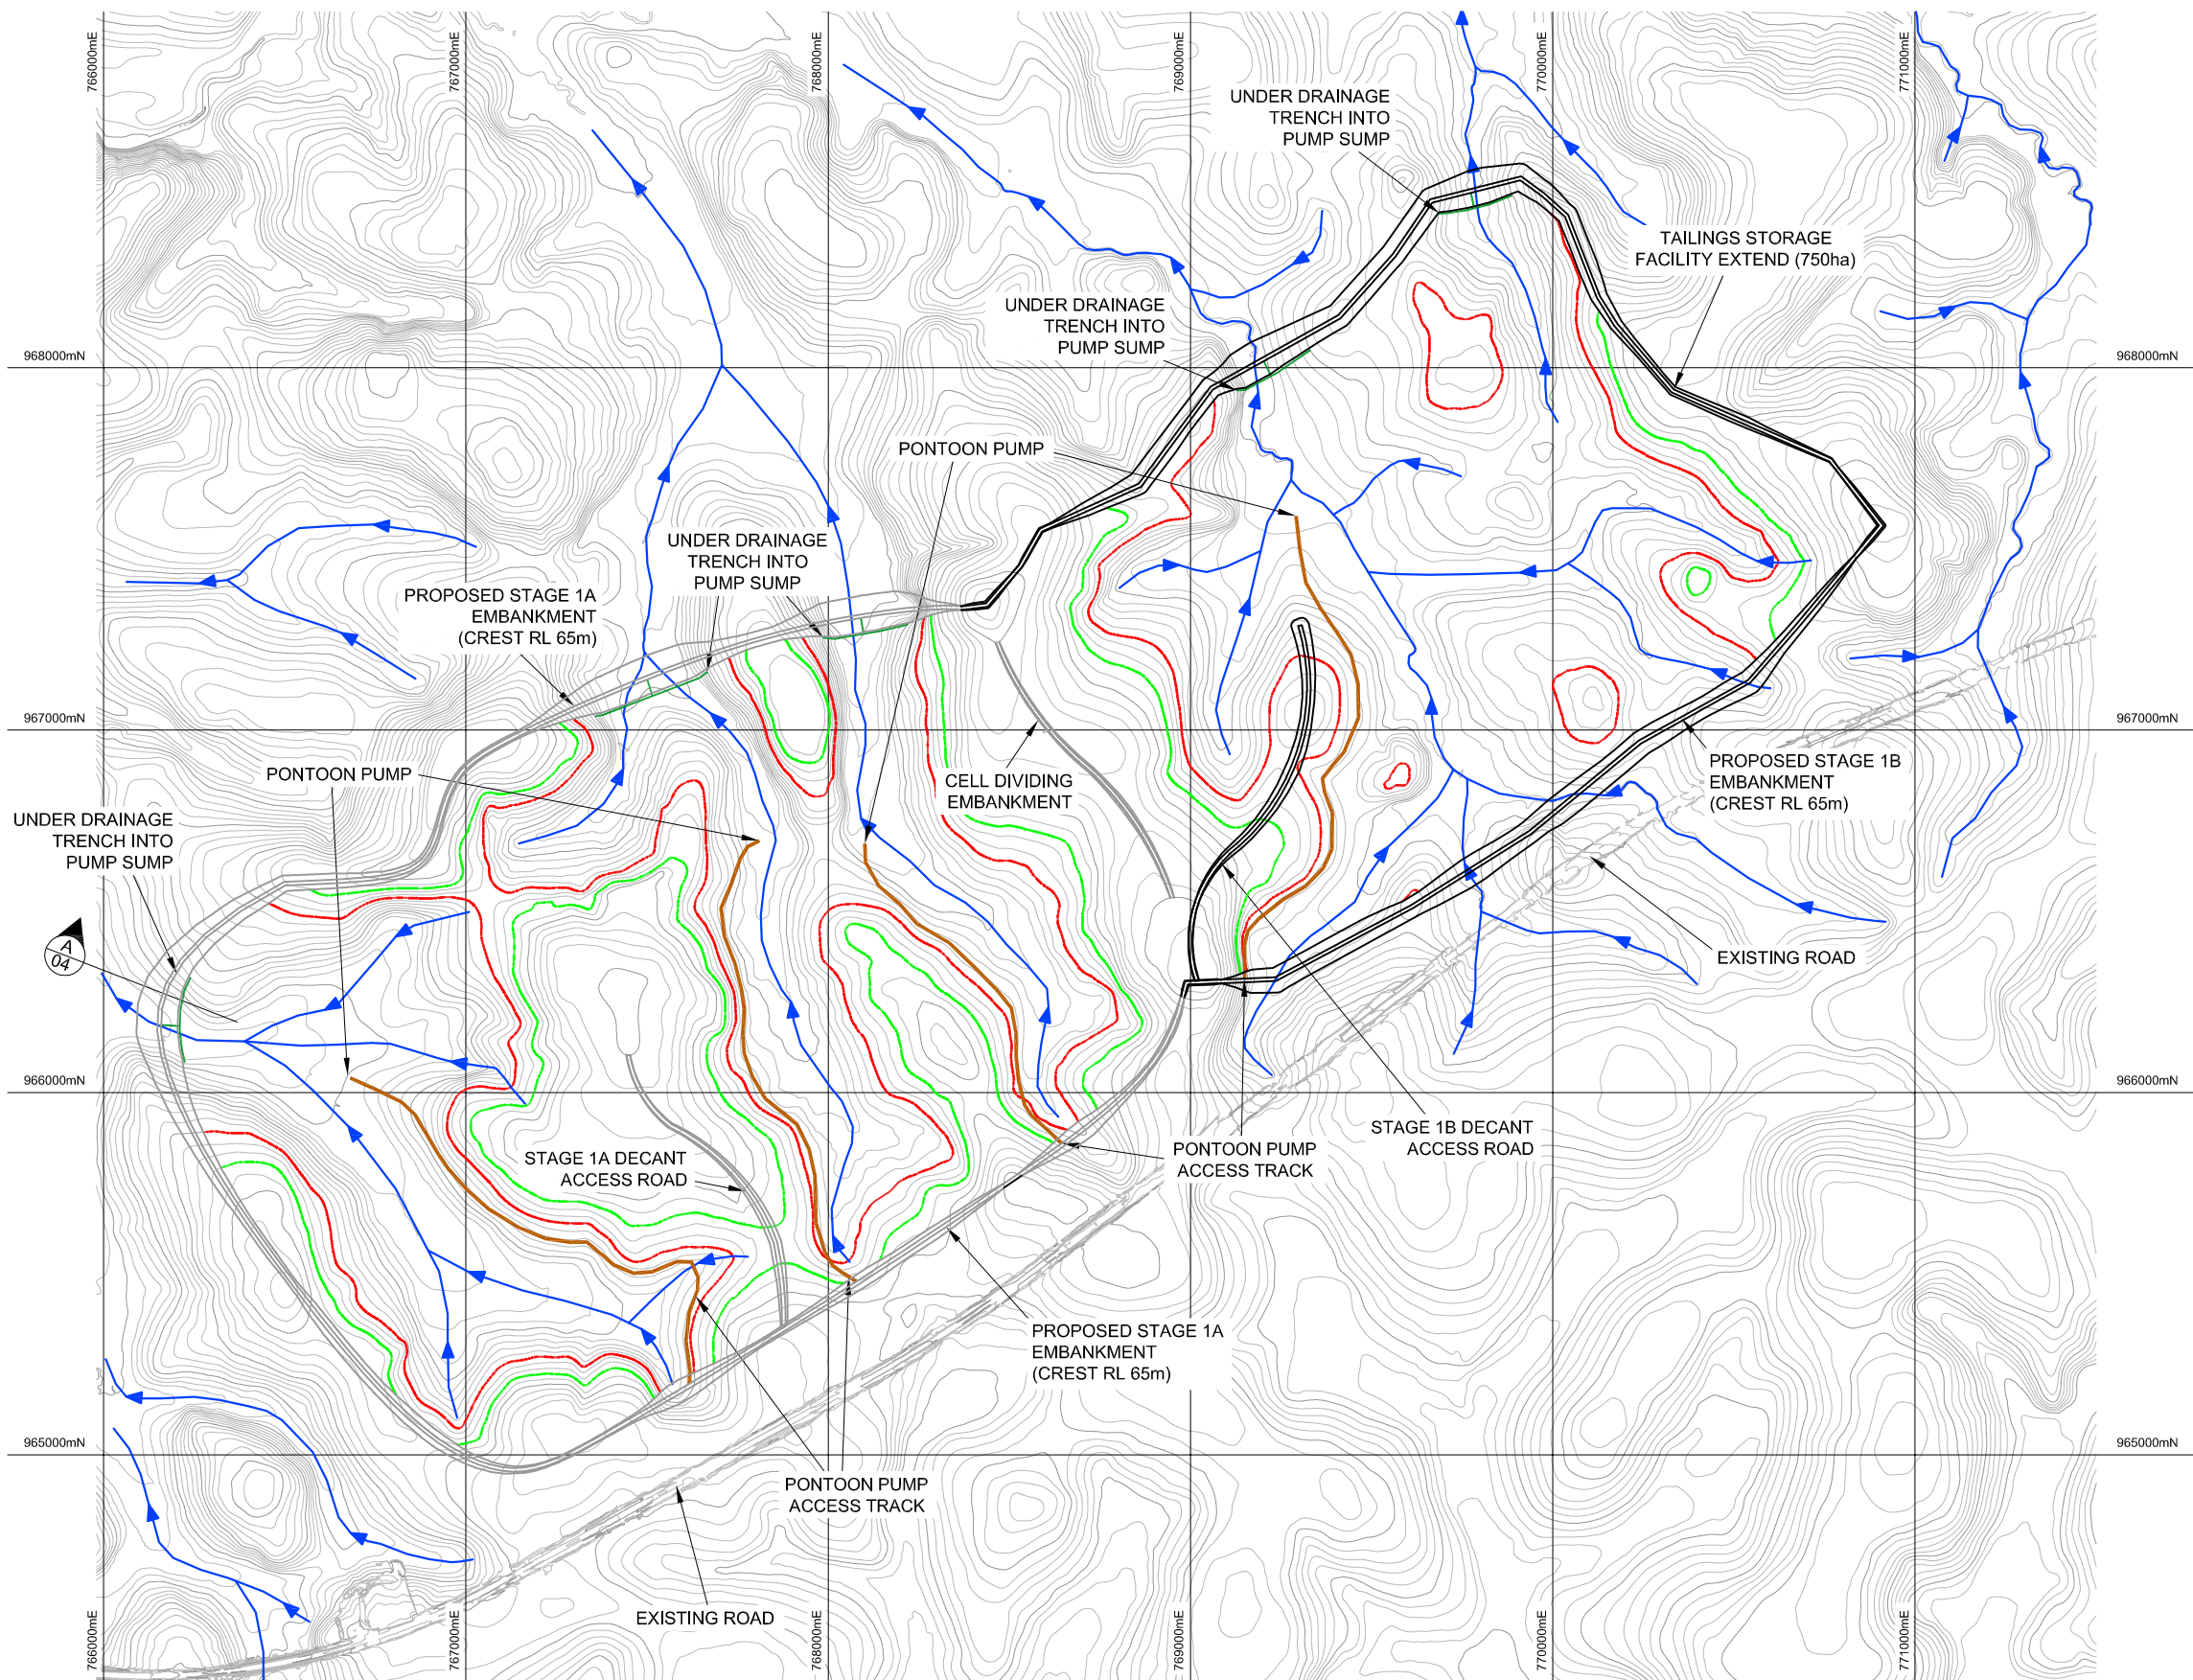 766000mE
767000mE
768000mE
769000mE
770000mE
771000mE
UNDER DRAINAGE
TRENCH INTO
PUMP SUMP
TAILINGS STORAGE
FACILITY EXTEND (750ha)
UNDER DRAINAGE
TRENCH INTO
PUMP SUMP
968000mN
968000mN
PONTOON PUMP
UNDER DRAINAGE
TRENCH INTO
PUMP SUMP
PROPOSED STAGE 1A
EMBANKMENT
(CREST RL 65m)
967000mN
967000mN
PONTOON PUMP
CELL DIVIDING
EMBANKMENT
PROPOSED STAGE 1B
EMBANKMENT
(CREST RL 65m)
UNDER DRAINAGE
TRENCH INTO
PUMP SUMP
A
04
EXISTING ROAD
966000mN
966000mN
STAGE 1A DECANT
ACCESS ROAD
PONTOON PUMP
ACCESS TRACK
STAGE 1B DECANT
ACCESS ROAD
PROPOSED STAGE 1A
EMBANKMENT
(CREST RL 65m)
965000mN
965000mN
PONTOON PUMP
ACCESS TRACK
EXISTING ROAD
766000mE
767000mE
768000mE
769000mE
770000mE
771000mE